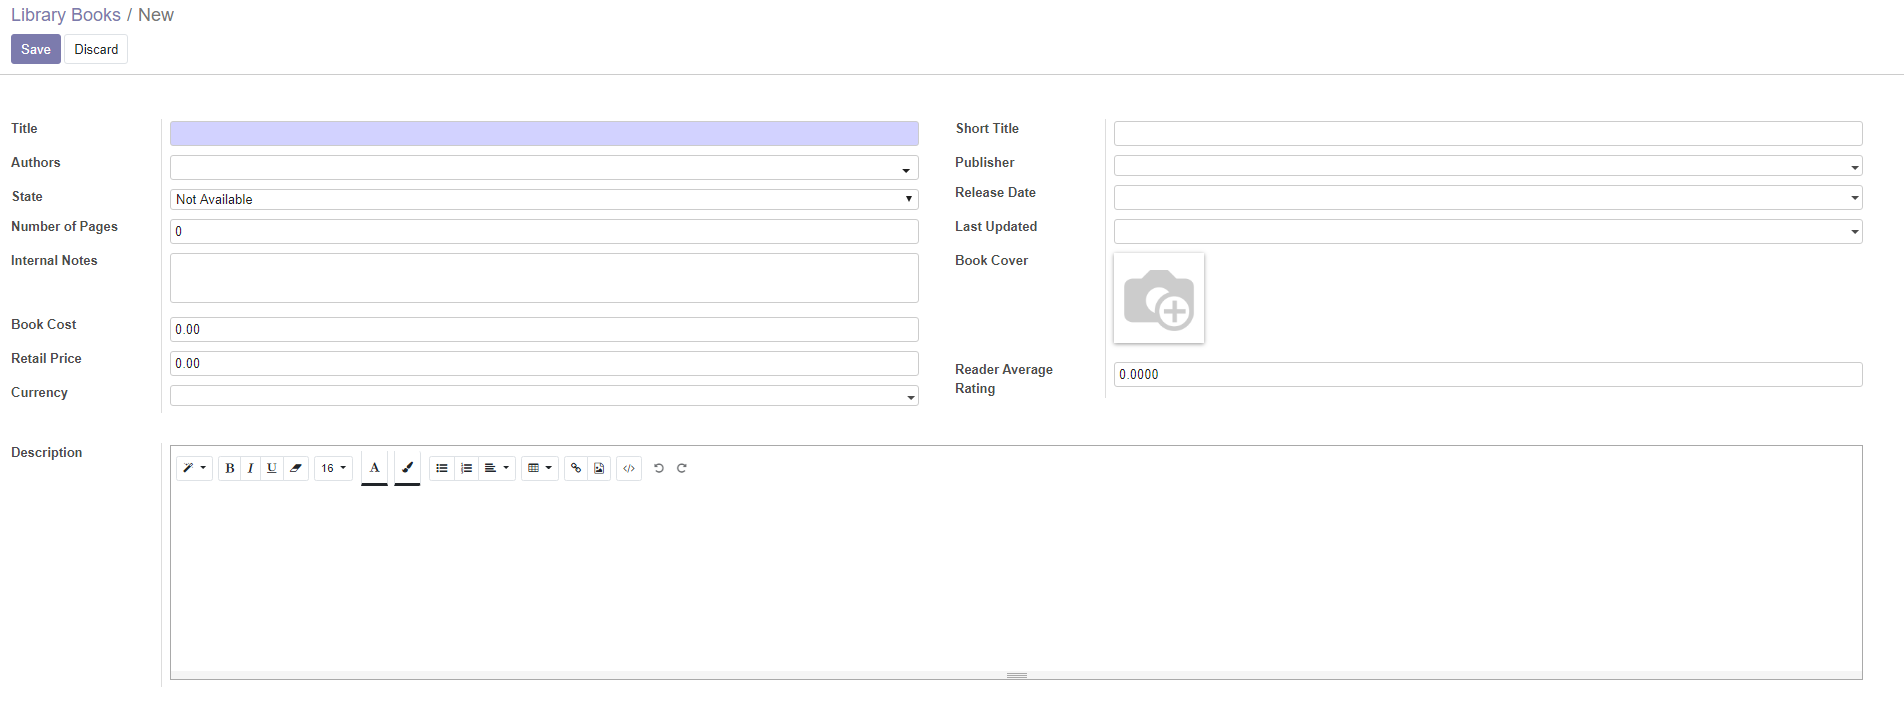 Library Books / New
Save Discard
Title
Authors
State Not Available
Number of Pages 0
Internal Notes
Book Cost 0.00
Retail Price 0.00
Currency
Short Title
Publisher
Release Date
Last Updated
Book Cover
Reader Average
Rating
0.0000
Description
B I U 16 A </>